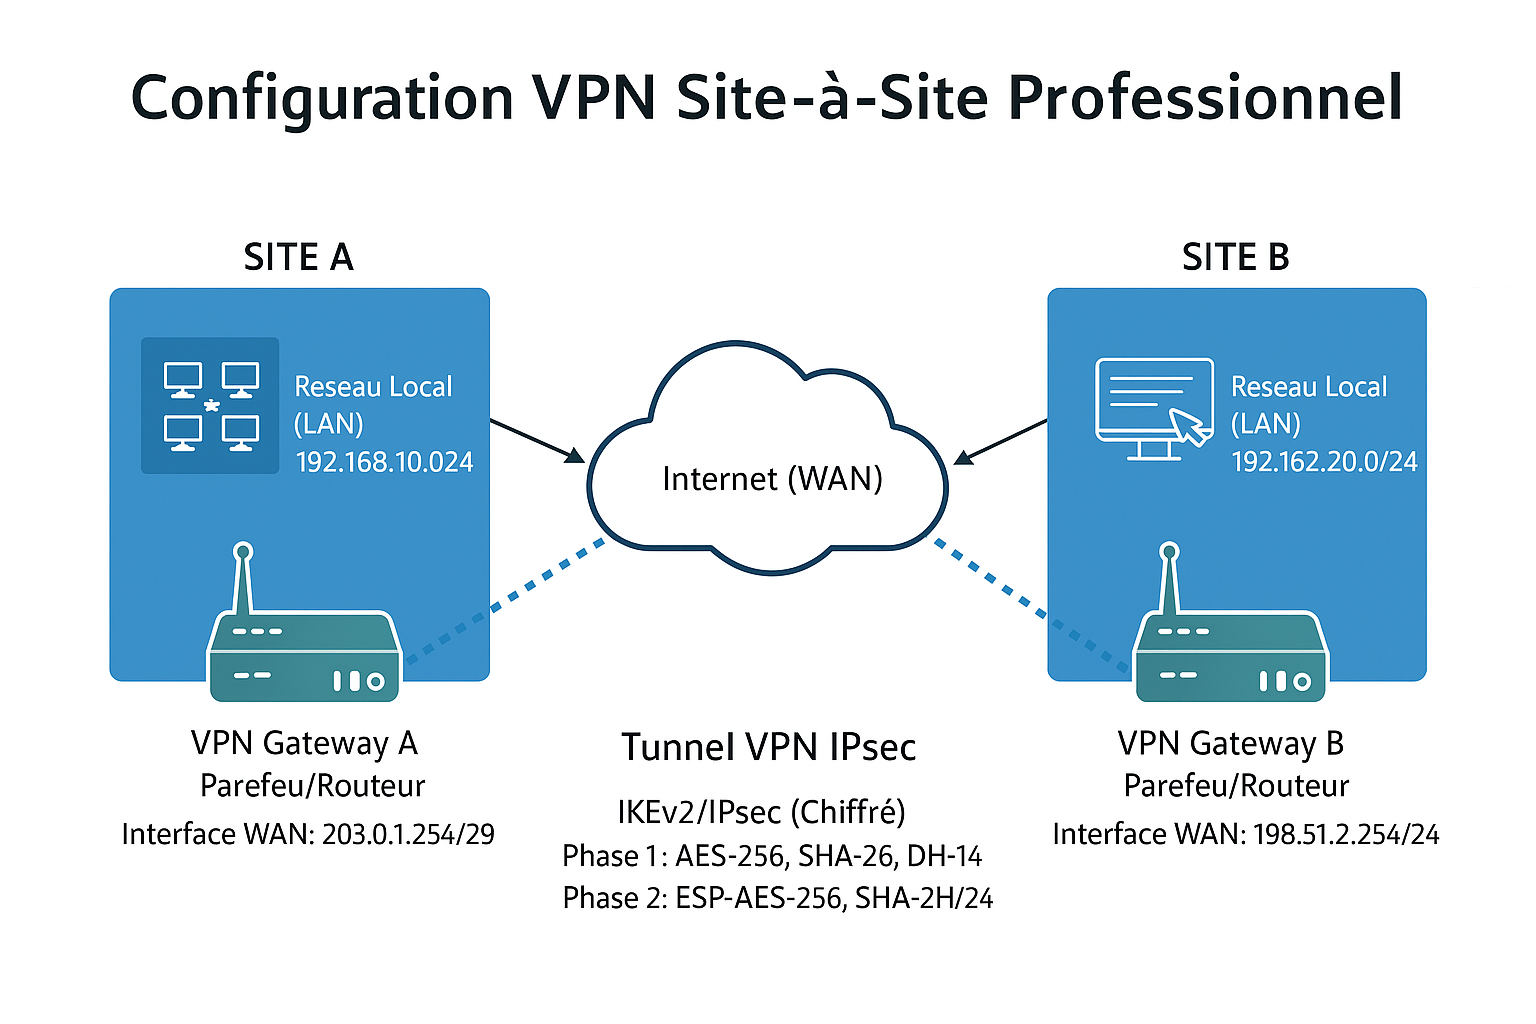 Configuration VPN Site-à-Site Professionnel
SITE A
Reseau Local
(LAN)
192.168.10.024
Internet (WAN)
SITE B
Reseau Local
(LAN)
192.162.20.0/24
VPN Gateway A
Parefeu/Routeur
Interface WAN: 203.0.1.254/29
Tunnel VPN IPsec
IKEv2/IPsec (Chiffré)
Phase 1: AES-256, SHA-26, DH-14
Phase 2: ESP-AES-256, SHA-2H/24
VPN Gateway B
Parefeu/Routeur
Interface WAN: 198.51.2.254/24